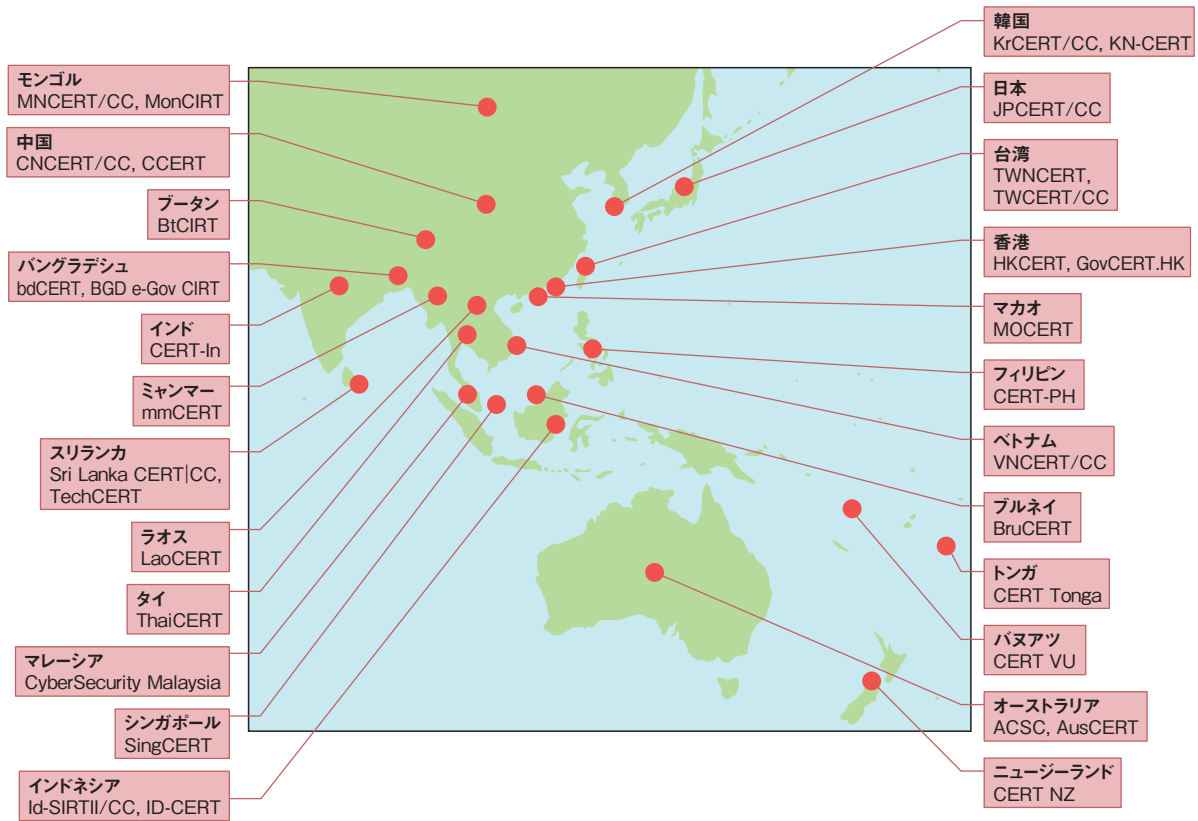 モンゴル
MNCERT/CC, MonCIRT
中国
CNCERT/CC, CCERT
ブータン
BtCIRT
バングラデシュ
bdCERT, BGD e-Gov CIRT
インド
CERT-In
ミャンマー
mmCERT
スリランカ
Sri Lanka CERT|CC,
TechCERT
ラオス
LaoCERT
タイ
ThaiCERT
マレーシア
CyberSecurity Malaysia
シンガポール
SingCERT
インドネシア
Id-SIRTII/CC, ID-CERT
韓国
KrCERT/CC, KN-CERT
日本
JPCERT/CC
台湾
TWNCERT,
TWCERT/CC
香港
HKCERT, GovCERT.HK
マカオ
MOCERT
フィリピン
CERT-PH
ベトナム
VNCERT/CC
ブルネイ
BruCERT
トンガ
CERT Tonga
バヌアツ
CERT VU
オーストラリア
ACSC, AusCERT
ニュージーランド
CERT NZ